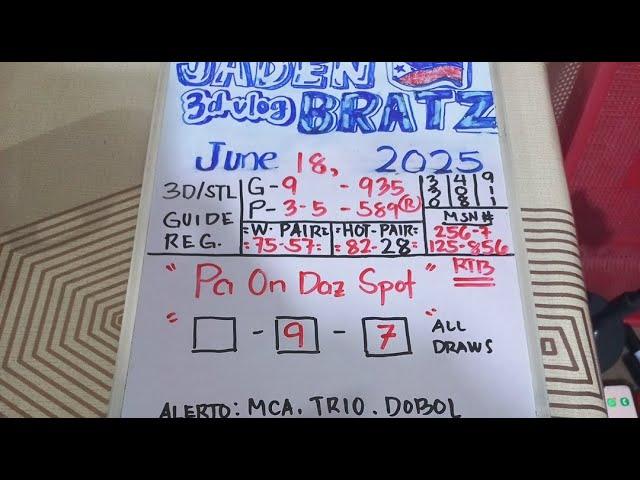 JADEN
3d vlog BRATZ
June 18, 2025
3D/STL
GUIDE
REG.
G-9 - 935
P-3-5 - 589 (R)
3 | 4 | 9
3 | 0 | 1
0 | 8 | 1
=W. PAIR=
=75-57=
=HOT-PAIR=
=82-28=
MSN #
256-7
125-856
RTB
" Pa On Daz Spot "
" □ - 9 - 7 ALL
DRAWS
ALERTO: MCA. TRIO. DOBOL